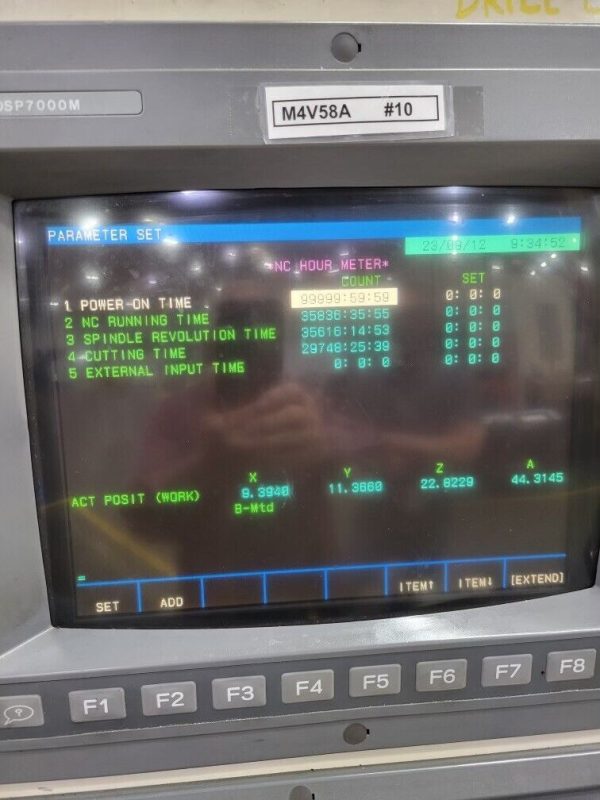 DRILL
OSP7000M
M4V58A #10
PARAMETER SET
23/09/12 9:34:52
*NC HOUR METER*
COUNT SET
1 POWER ON TIME 99999:59:59 0: 0: 0
2 NC RUNNING TIME 35836:35:55 0: 0: 0
3 SPINDLE REVOLUTION TIME 35616:14:53 0: 0: 0
4 CUTTING TIME 29748:25:39 0: 0: 0
5 EXTERNAL INPUT TIME 0: 0: 0 0: 0: 0
X Y Z A
ACT POSIT (WORK) 9.3940 11.3660 22.8229 44.3145
B-Mtd
=
SET ADD ITEM↑ ITEM↓ [EXTEND]
? F1 F2 F3 F4 F5 F6 F7 F8